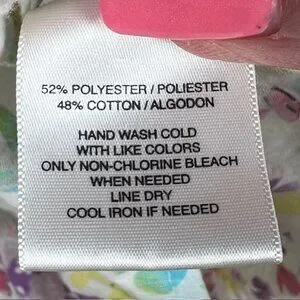 52% POLYESTER / POLIESTER
48% COTTON / ALGODON
HAND WASH COLD
WITH LIKE COLORS
ONLY NON-CHLORINE BLEACH
WHEN NEEDED
LINE DRY
COOL IRON IF NEEDED